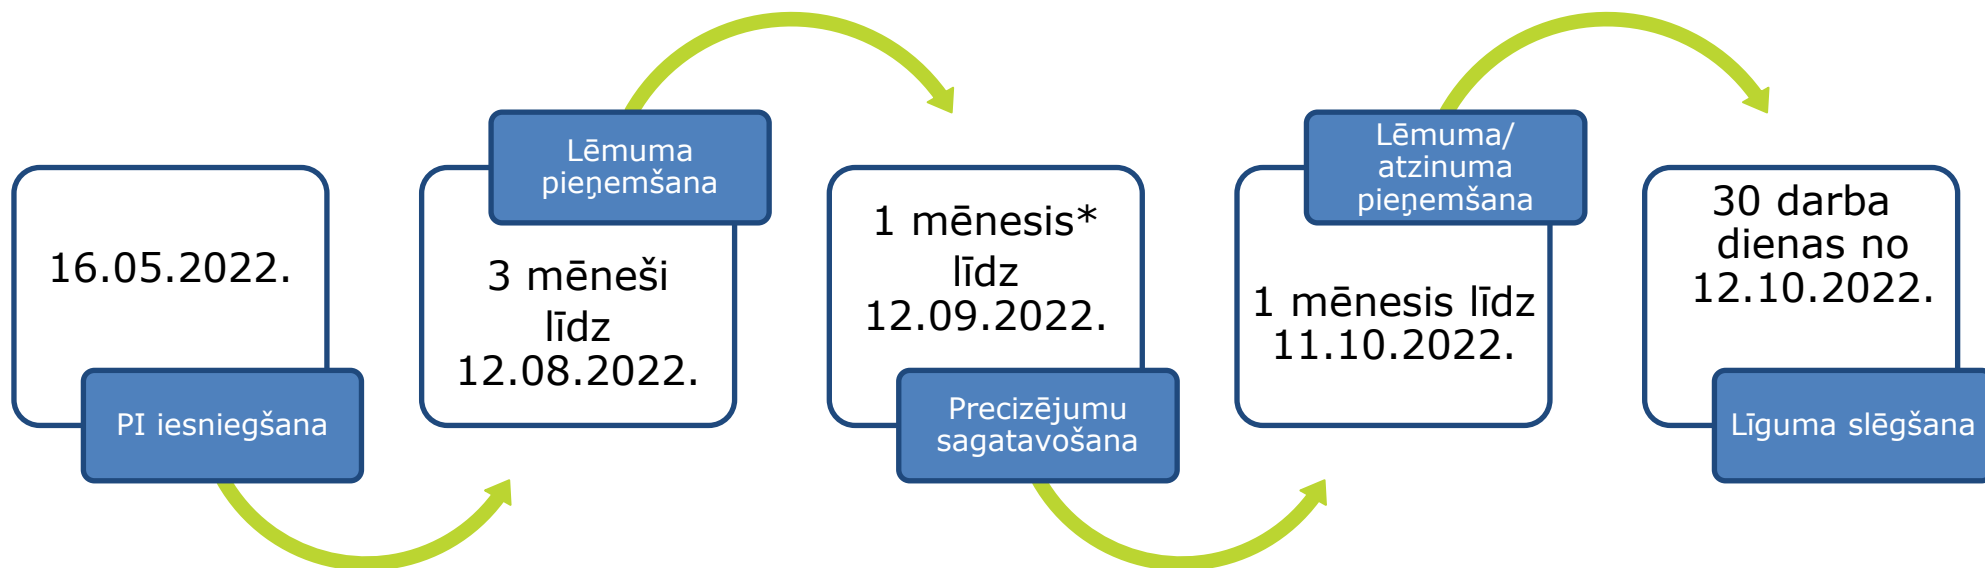 16.05.2022.
PI iesniegšana
Lēmuma
pieņemšana
3 mēneši
līdz
12.08.2022.
1 mēnesis*
līdz
12.09.2022.
Precizējumu
sagatavošana
Lēmuma/
atzinuma
pieņemšana
1 mēnesis līdz
11.10.2022.
30 darba
dienas no
12.10.2022.
Līguma slēgšana